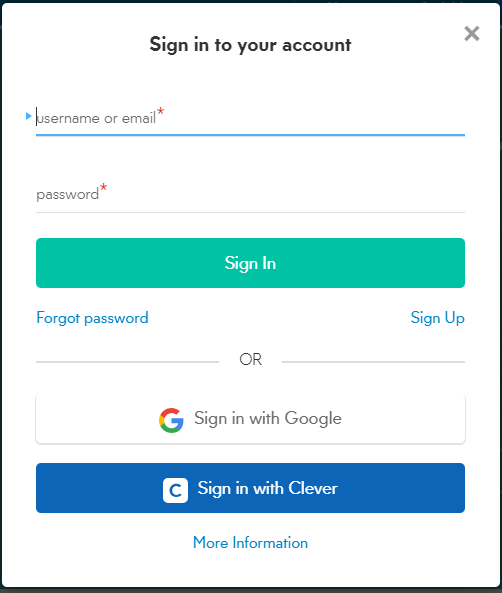 Sign in to your account
username or email*
password*
Sign In
Forgot password Sign Up
OR
Sign in with Google
C Sign in with Clever
More Information